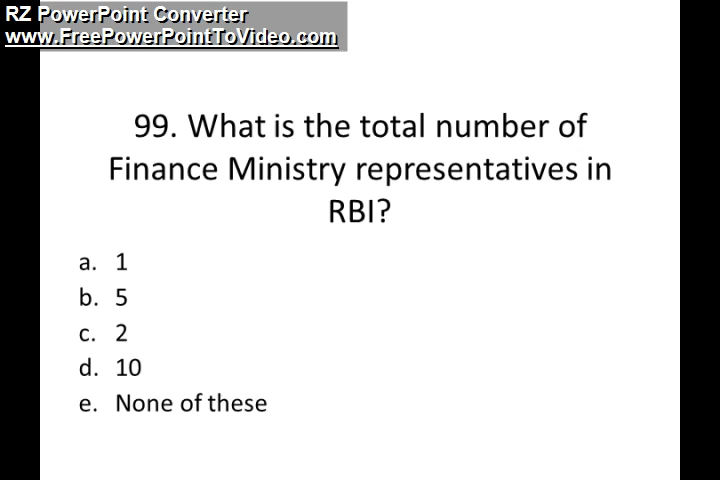 RZ PowerPoint Converter
www.FreePowerPointToVideo.com
99. What is the total number of
Finance Ministry representatives in
RBI?
a. 1
b. 5
c. 2
d. 10
e. None of these